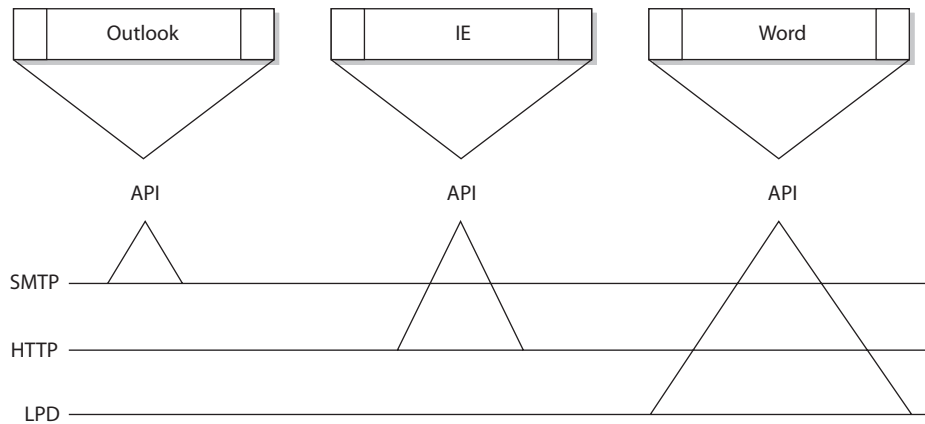 Outlook
IE
Word
API
API
API
SMTP
HTTP
LPD